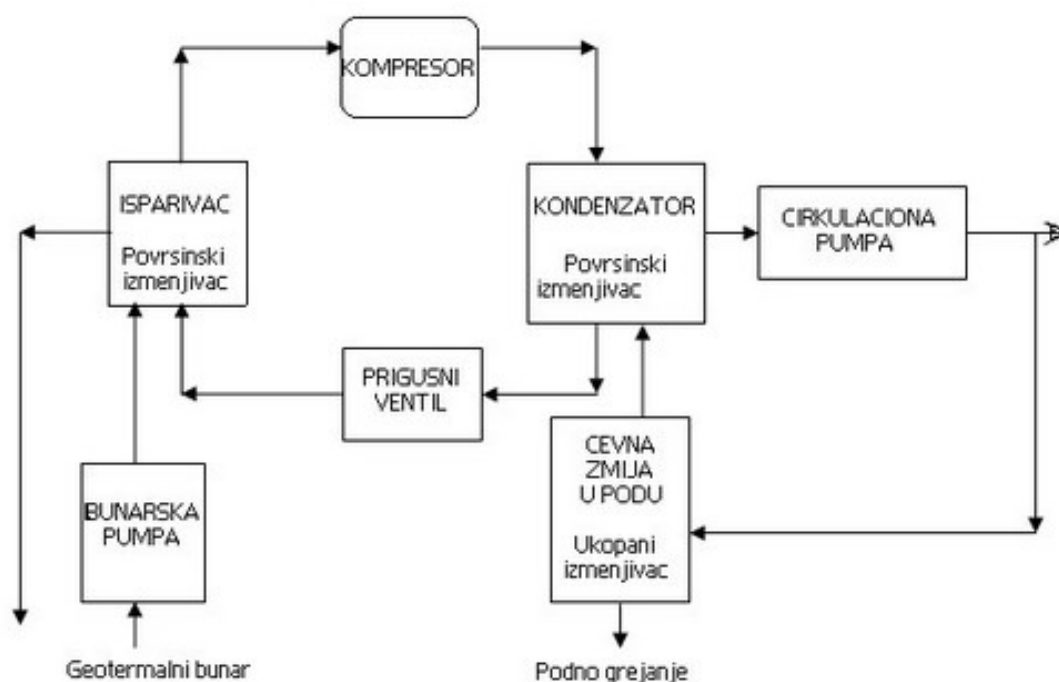 KOMPRESOR
ISPARIVAC
Povrsinski
izmenjivac
KONDENZATOR
Povrsinski
izmenjivac
CIRKULACIONA
PUMPA
PRIGUSNI
VENTIL
CEVNA
ZMIJA
U PODU
Ukopani
izmenjivac
BUNARSKA
PUMPA
Geotermalni bunar
Podno grejanje